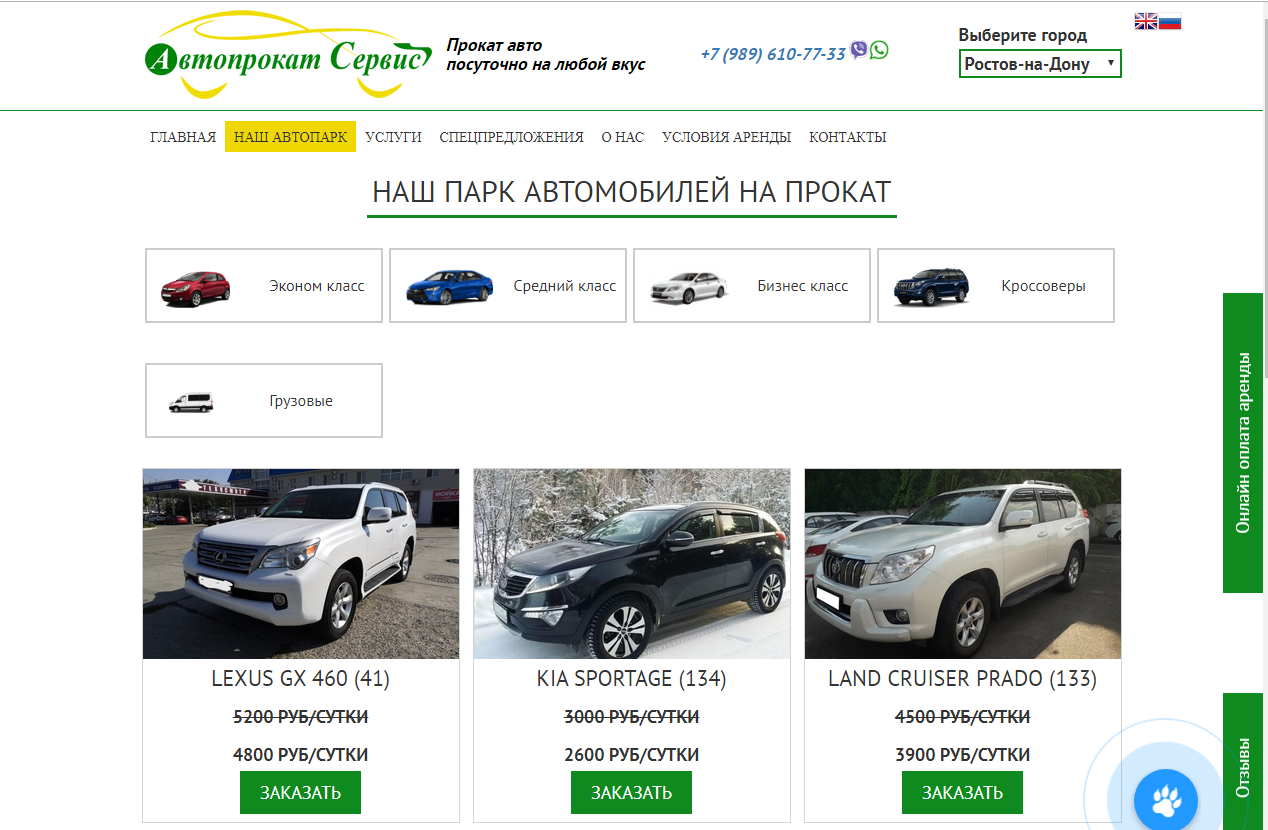 Автопрокат Сервис
Прокат авто
посуточно на любой вкус
+7 (989) 610-77-33
Выберите город
Ростов-на-Дону
ГЛАВНАЯ НАШ АВТОПАРК УСЛУГИ СПЕЦПРЕДЛОЖЕНИЯ О НАС УСЛОВИЯ АРЕНДЫ КОНТАКТЫ
НАШ ПАРК АВТОМОБИЛЕЙ НА ПРОКАТ
Эконом класс
Средний класс
Бизнес класс
Кроссоверы
Грузовые
Онлайн оплата аренды
ТЕХОСМОТР
МОЙКА
LEXUS GX 460 (41)
5200 РУБ/СУТКИ
4800 РУБ/СУТКИ
ЗАКАЗАТЬ
KIA SPORTAGE (134)
3000 РУБ/СУТКИ
2600 РУБ/СУТКИ
ЗАКАЗАТЬ
LAND CRUISER PRADO (133)
4500 РУБ/СУТКИ
3900 РУБ/СУТКИ
ЗАКАЗАТЬ
Отзывы